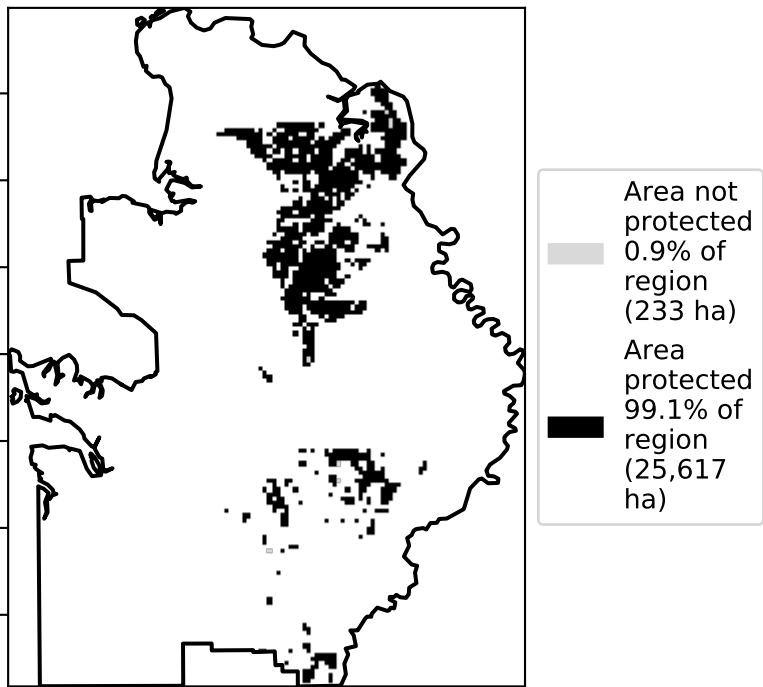 Area not
protected
0.9% of
region
(233 ha)
Area
protected
99.1% of
region
(25,617
ha)